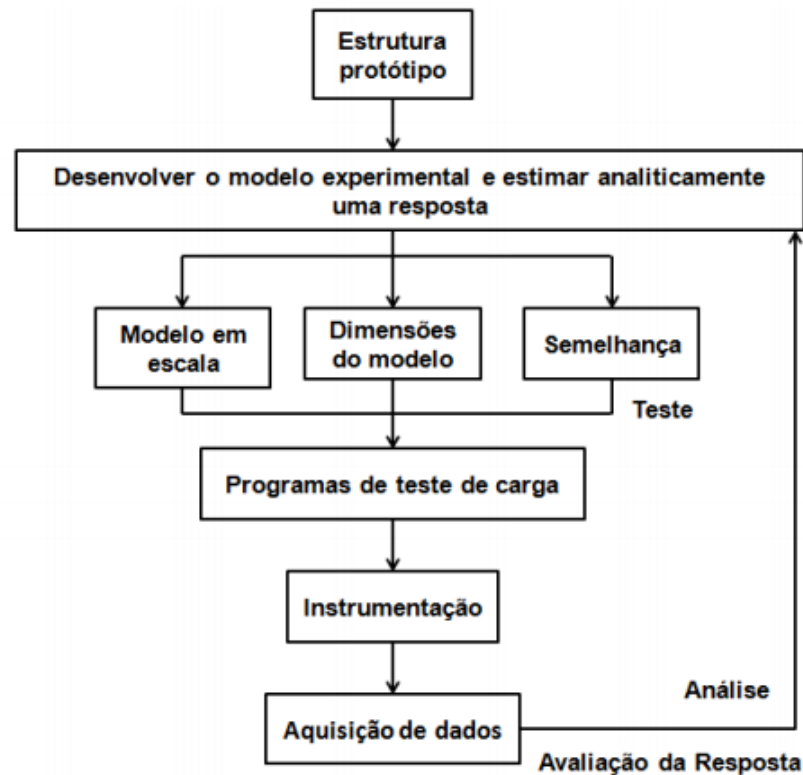 Estrutura
protótipo
Desenvolver o modelo experimental e estimar analiticamente
uma resposta
Modelo em
escala
Dimensões
do modelo
Semelhança
Teste
Programas de teste de carga
Instrumentação
Análise
Aquisição de dados
Avaliação da Resposta